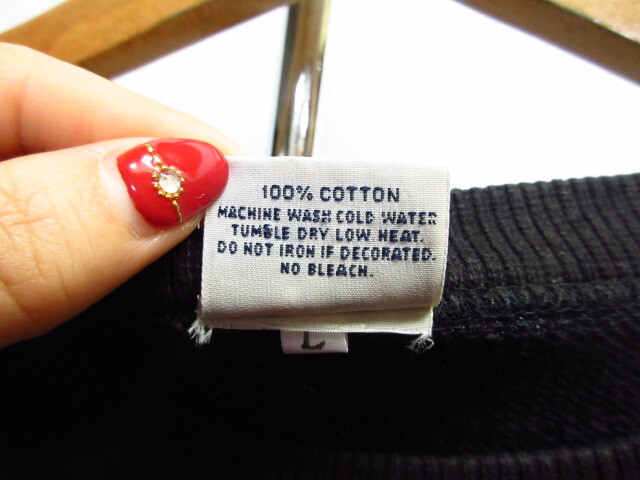 100% COTTON
MACHINE WASH COLD WATER
TUMBLE DRY LOW HEAT.
DO NOT IRON IF DECORATED.
NO BLEACH.
L